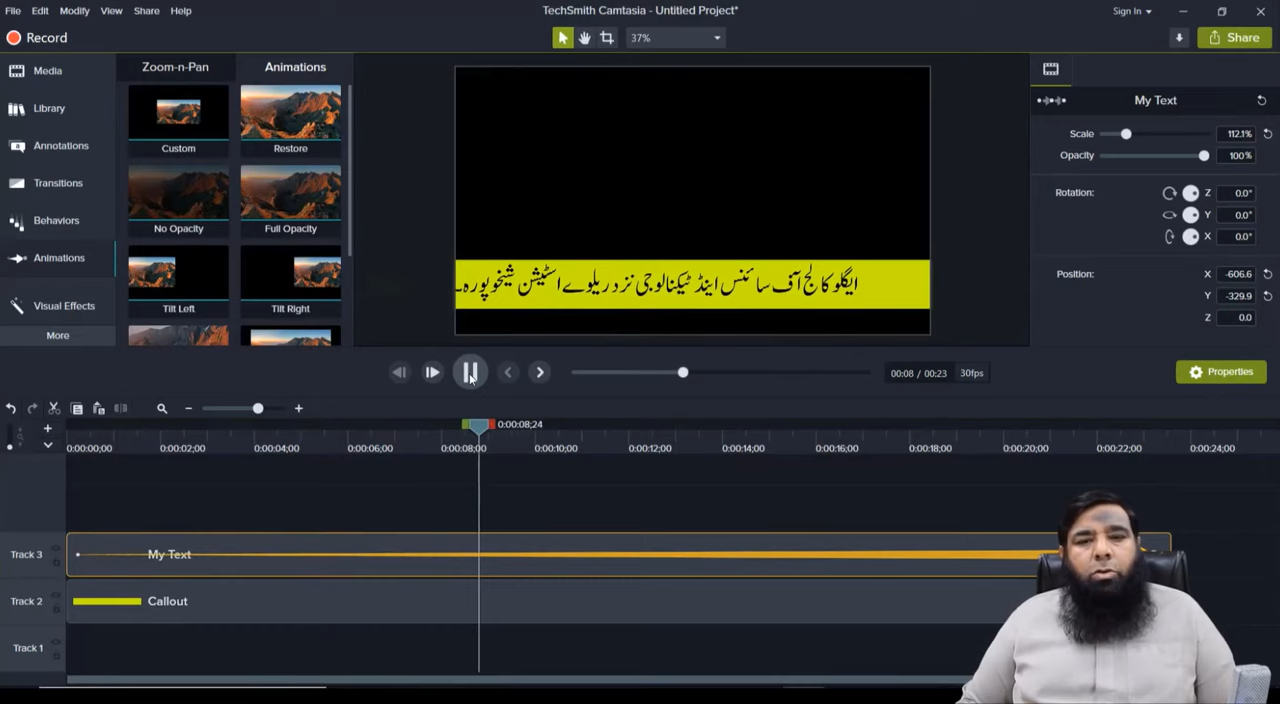 File Edit Modify View Share Help
TechSmith Camtasia - Untitled Project*
Sign In
Record
37%
Share
Media
Library
Annotations
Transitions
Behaviors
Animations
Visual Effects
More
Zoom-n-Pan
Animations
Custom
Restore
No Opacity
Full Opacity
Tilt Left
Tilt Right
ایگلو کالج آف سائنس اینڈ ٹیکنالوجی نزد ریلوے اسٹیشن شیخوپورہ۔
My Text
Scale 112.1%
Opacity 100%
Rotation: Z 0.0°
Y 0.0°
X 0.0°
Position: X -606.6
Y -329.9
Z 0.0
00:08 / 00:23 30fps
Properties
0:00:08;24
0:00:00;00 0:00:02;00 0:00:04;00 0:00:06;00 0:00:08;00 0:00:10;00 0:00:12;00 0:00:14;00 0:00:16;00 0:00:18;00 0:00:20;00 0:00:22;00 0:00:24;00
Track 3 My Text
Track 2 Callout
Track 1